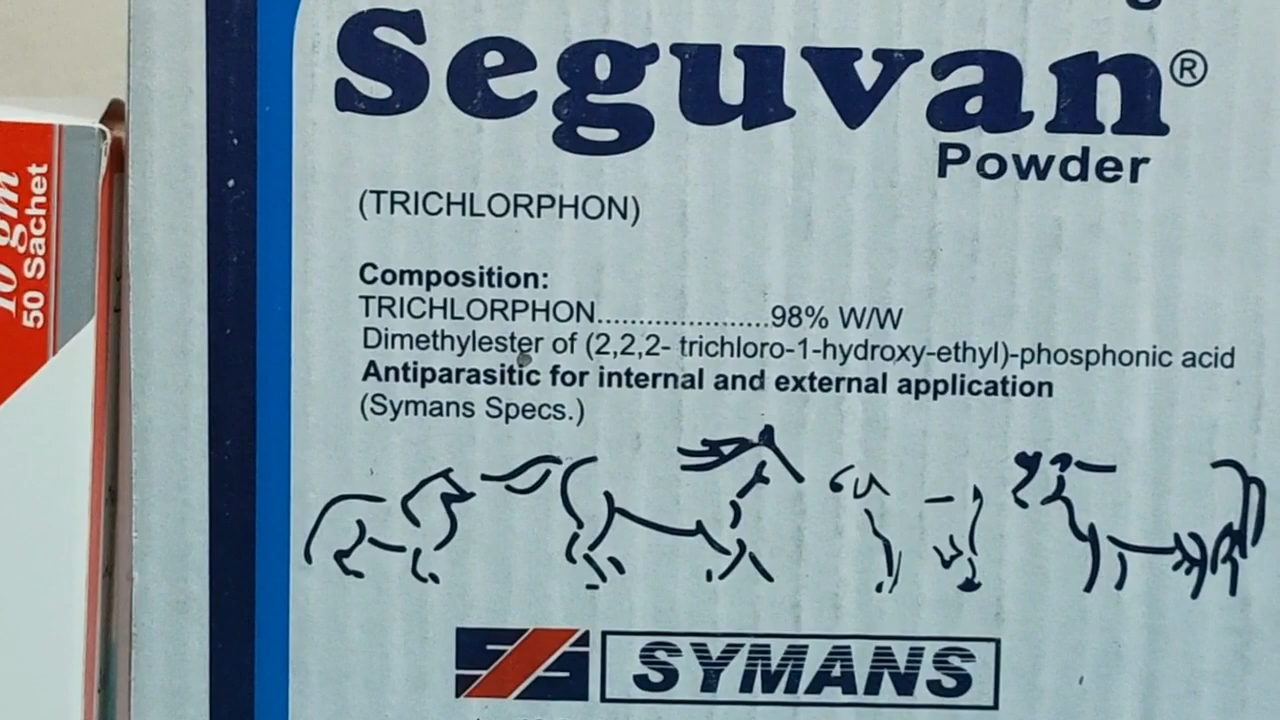 Seguvan®
Powder
(TRICHLORPHON)
Composition:
TRICHLORPHON.....................98% W/W
Dimethylester of (2,2,2- trichloro-1-hydroxy-ethyl)-phosphonic acid
Antiparasitic for internal and external application
(Symans Specs.)
SYMANS
10 gm
50 Sachet